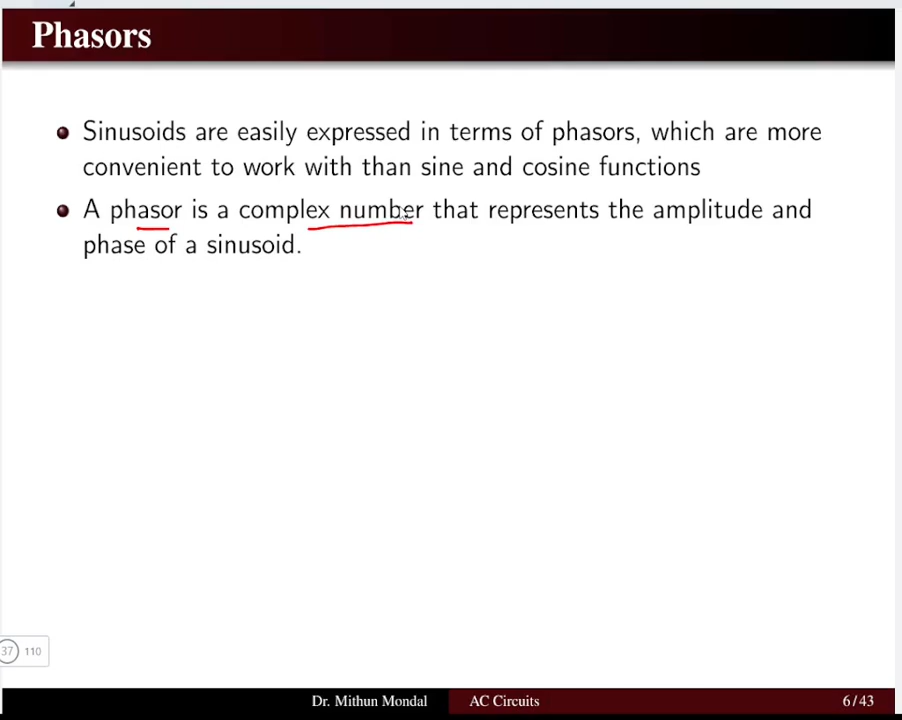 Phasors
Sinusoids are easily expressed in terms of phasors, which are more
convenient to work with than sine and cosine functions
A phasor is a complex number that represents the amplitude and
phase of a sinusoid.
37 110
Dr. Mithun Mondal AC Circuits 6/43